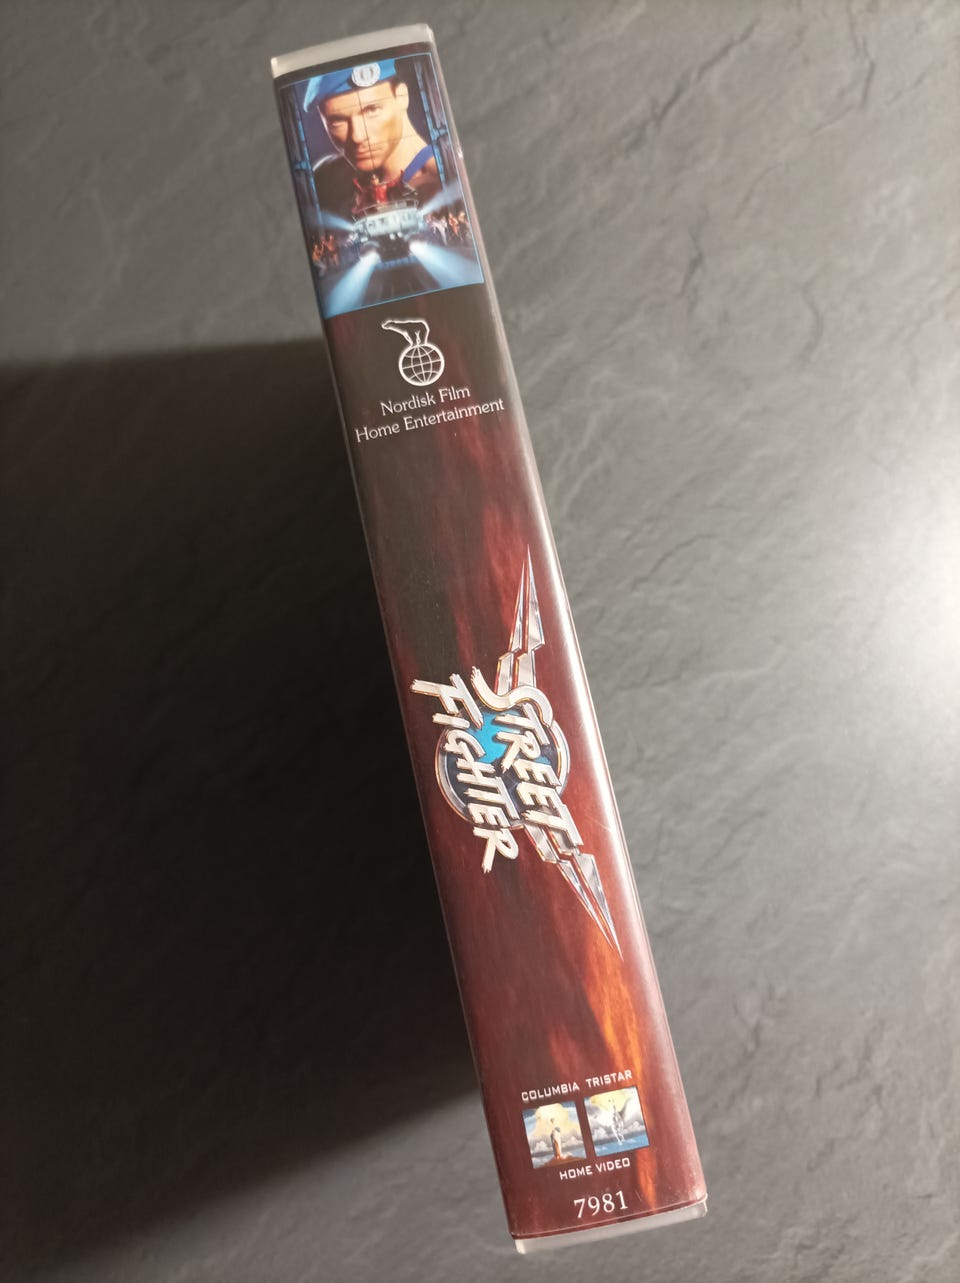 Nordisk Film
Home Entertainment
STREET
FIGHTER
COLUMBIA TRISTAR
HOME VIDEO
7981